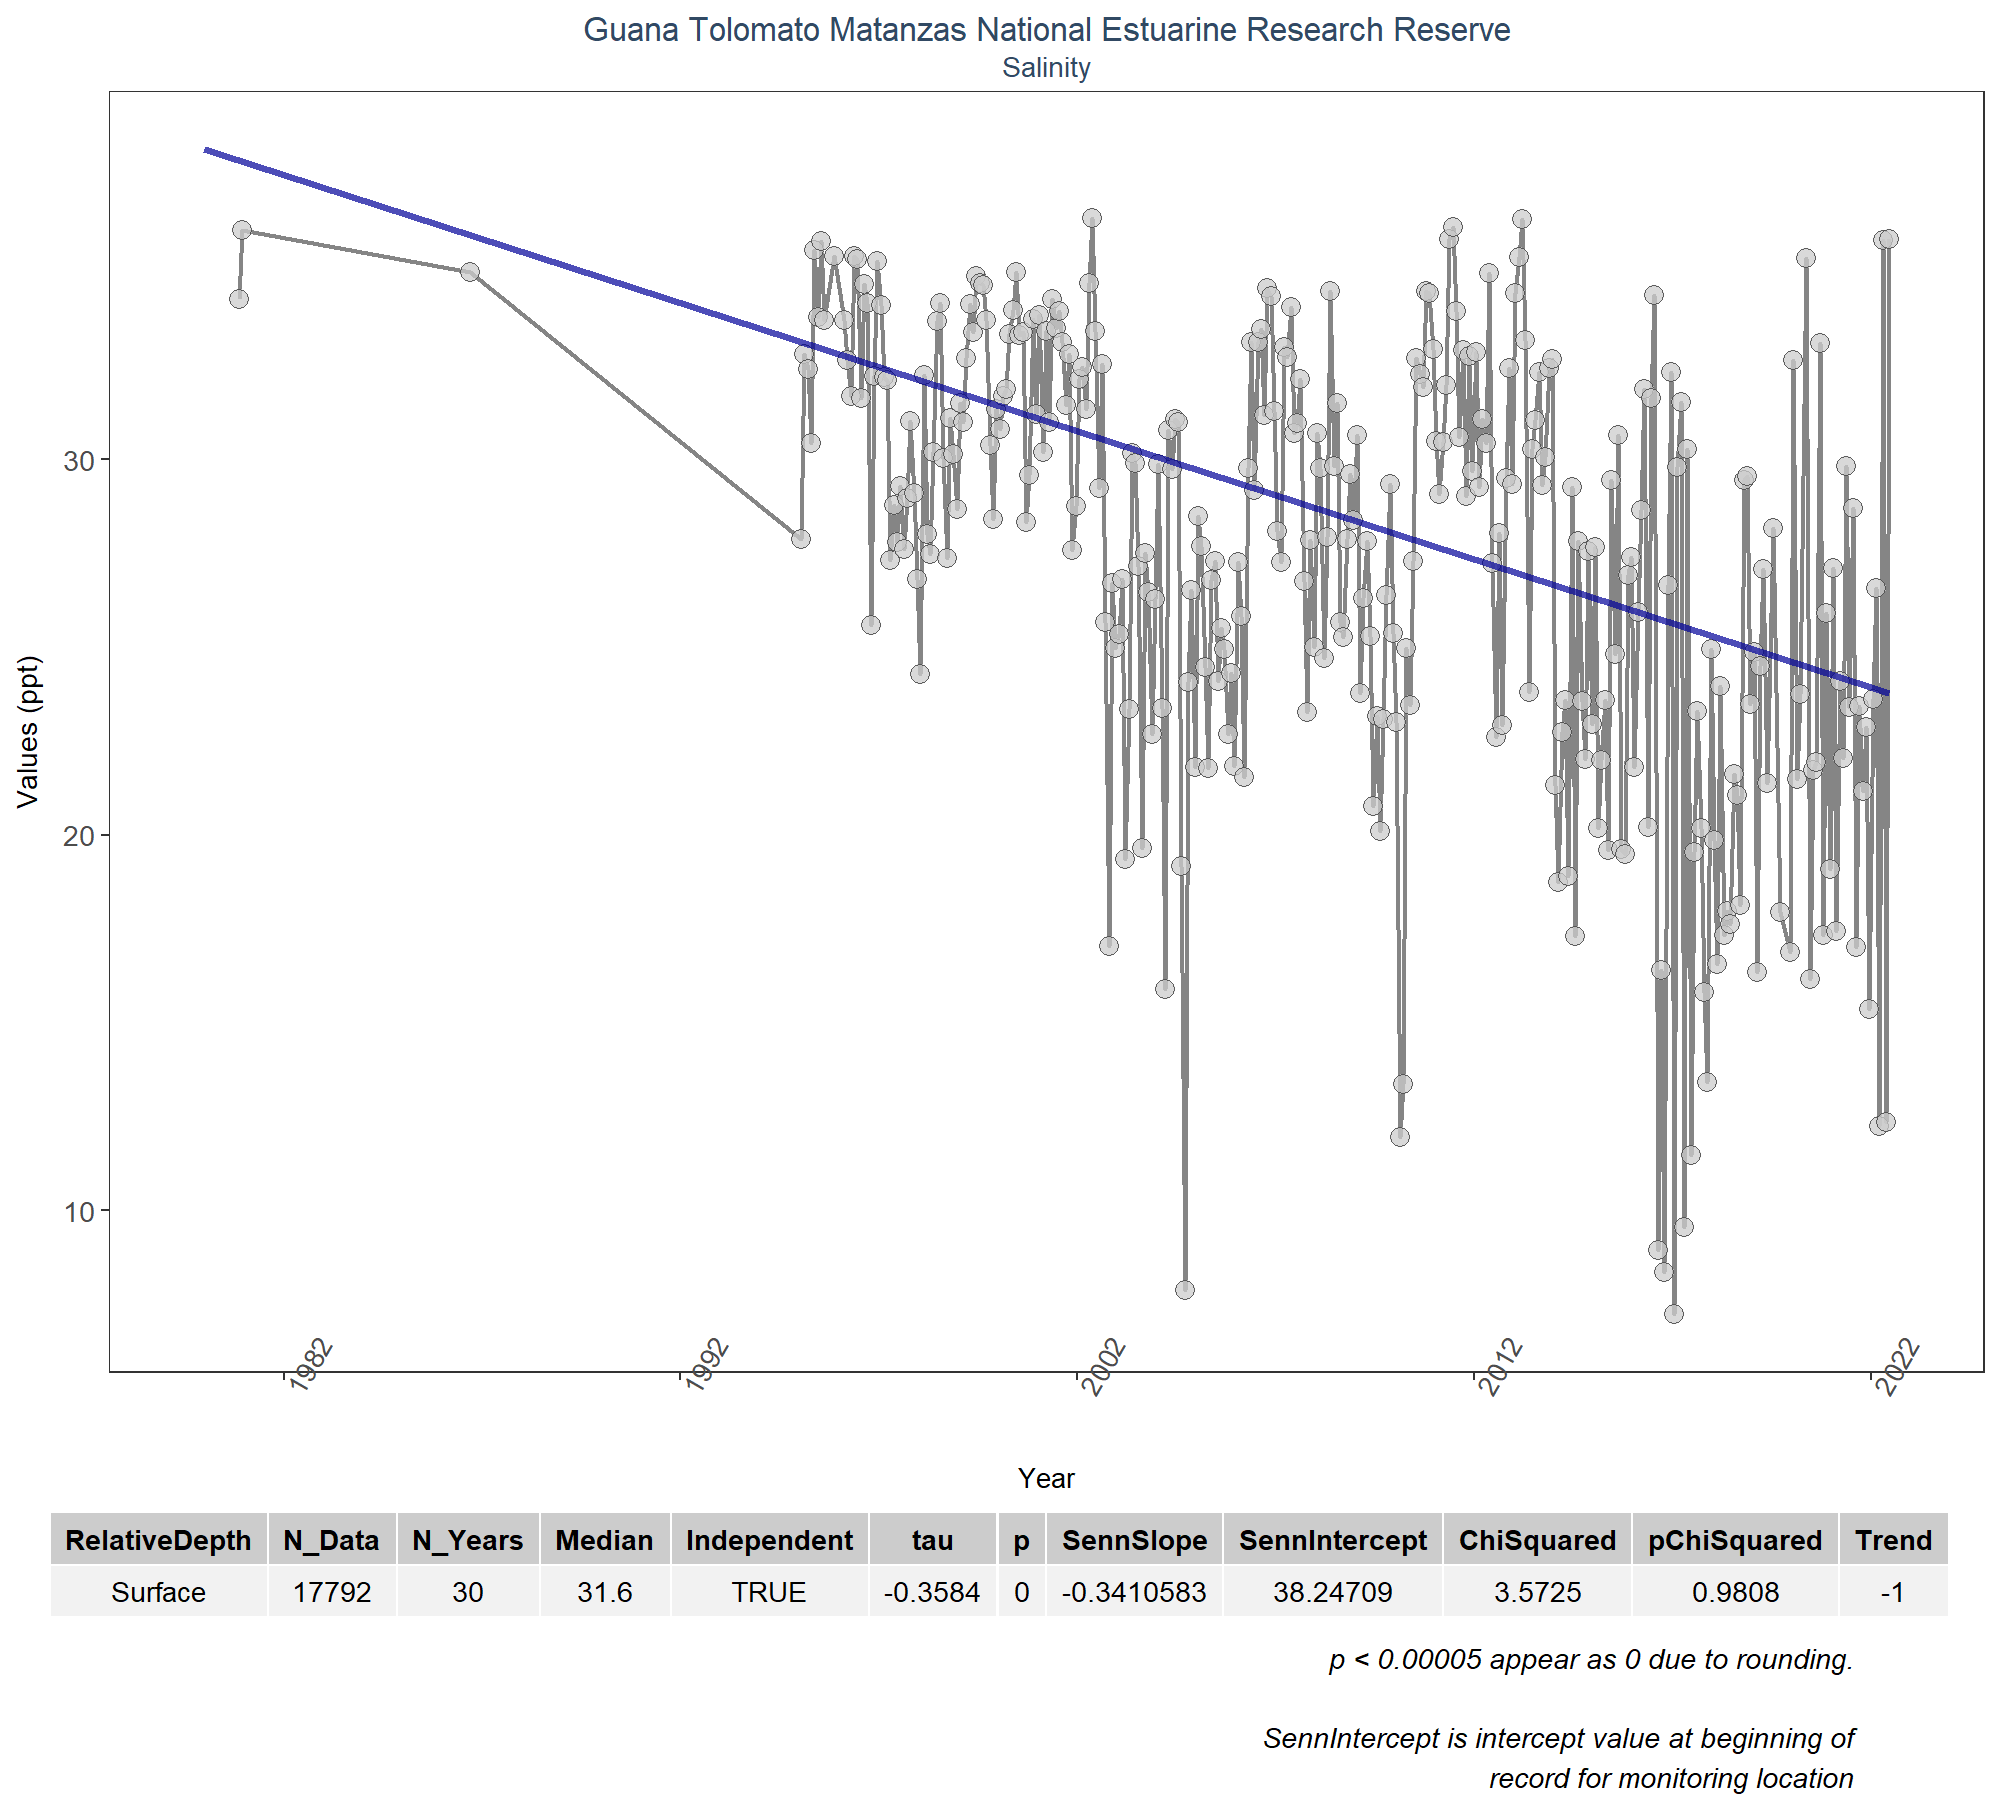 Guana Tolomato Matanzas National Estuarine Research Reserve
Salinity
Values (ppt)
30
20
10
1982 1992 2002 2012 2022
Year
RelativeDepth N_Data N_Years Median Independent tau p SennSlope SennIntercept ChiSquared pChiSquared Trend
Surface 17792 30 31.6 TRUE -0.3584 0 -0.3410583 38.24709 3.5725 0.9808 -1
p < 0.00005 appear as 0 due to rounding.
SennIntercept is intercept value at beginning of
record for monitoring location